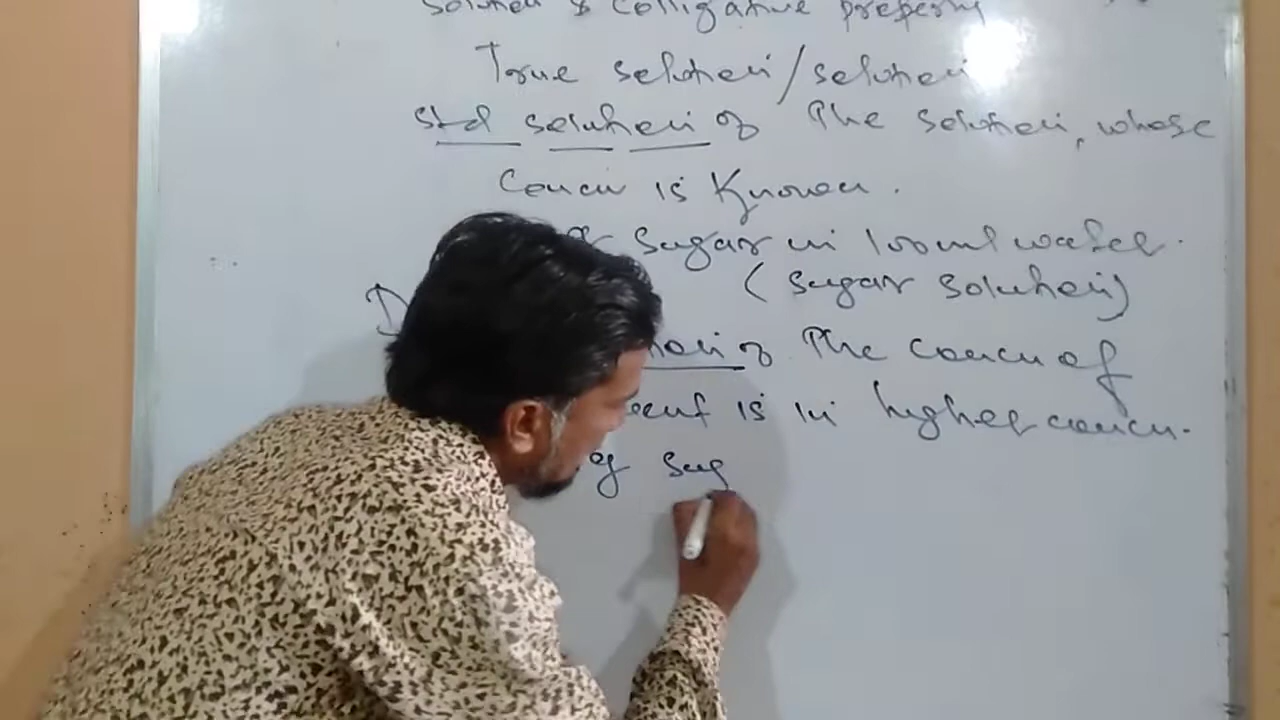 Solution & Colligative property
True solution/solution
Std solution of The solution, whose
Concn is Known.
sugar in 100ml water.
(sugar solution)
The concn of
is in higher concn.
of sug